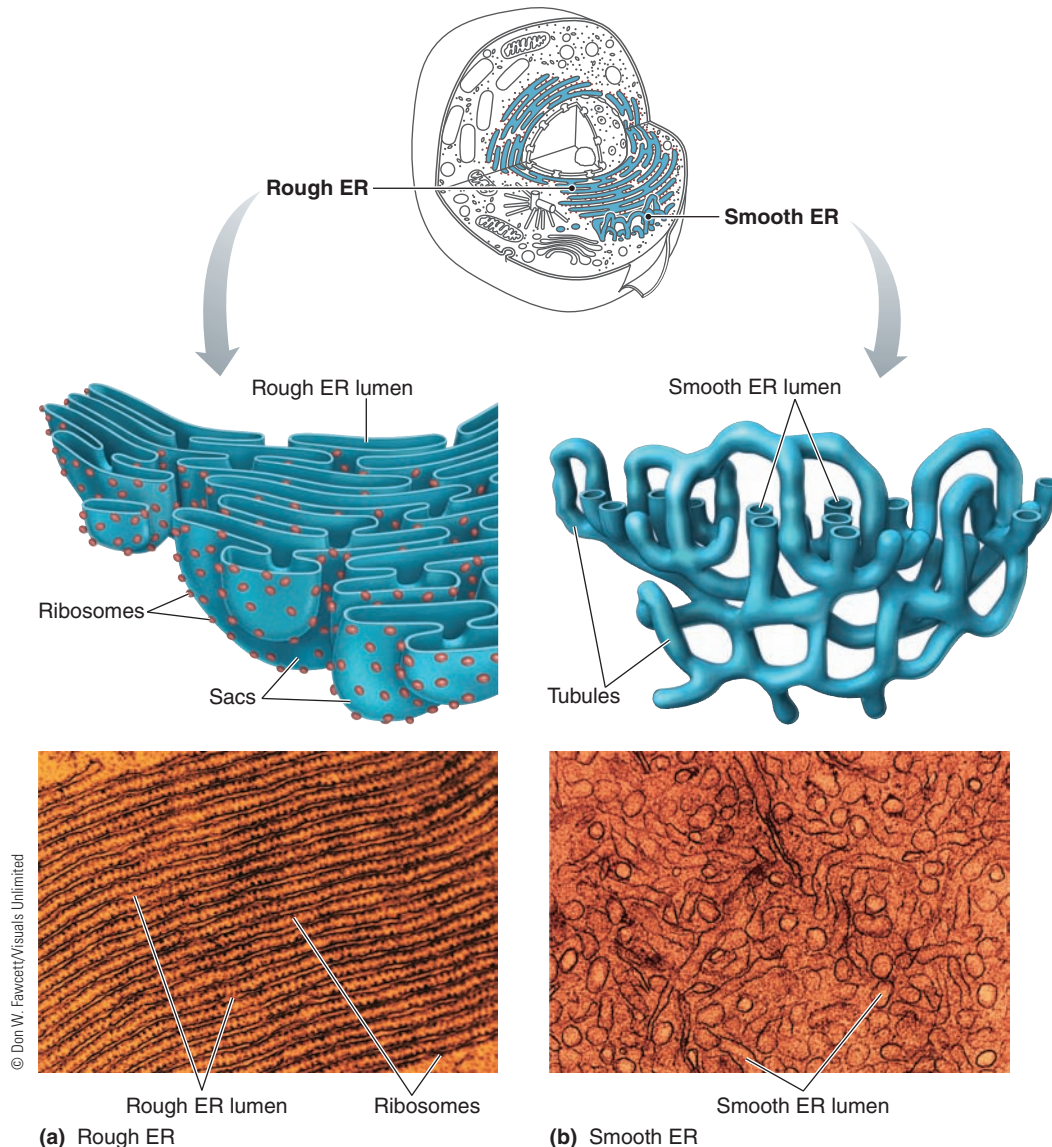 Rough ER
Smooth ER
Rough ER lumen
Ribosomes
Sacs
Smooth ER lumen
Tubules
© Don W. Fawcett/Visuals Unlimited
Rough ER lumen
Ribosomes
Smooth ER lumen
(a) Rough ER
(b) Smooth ER